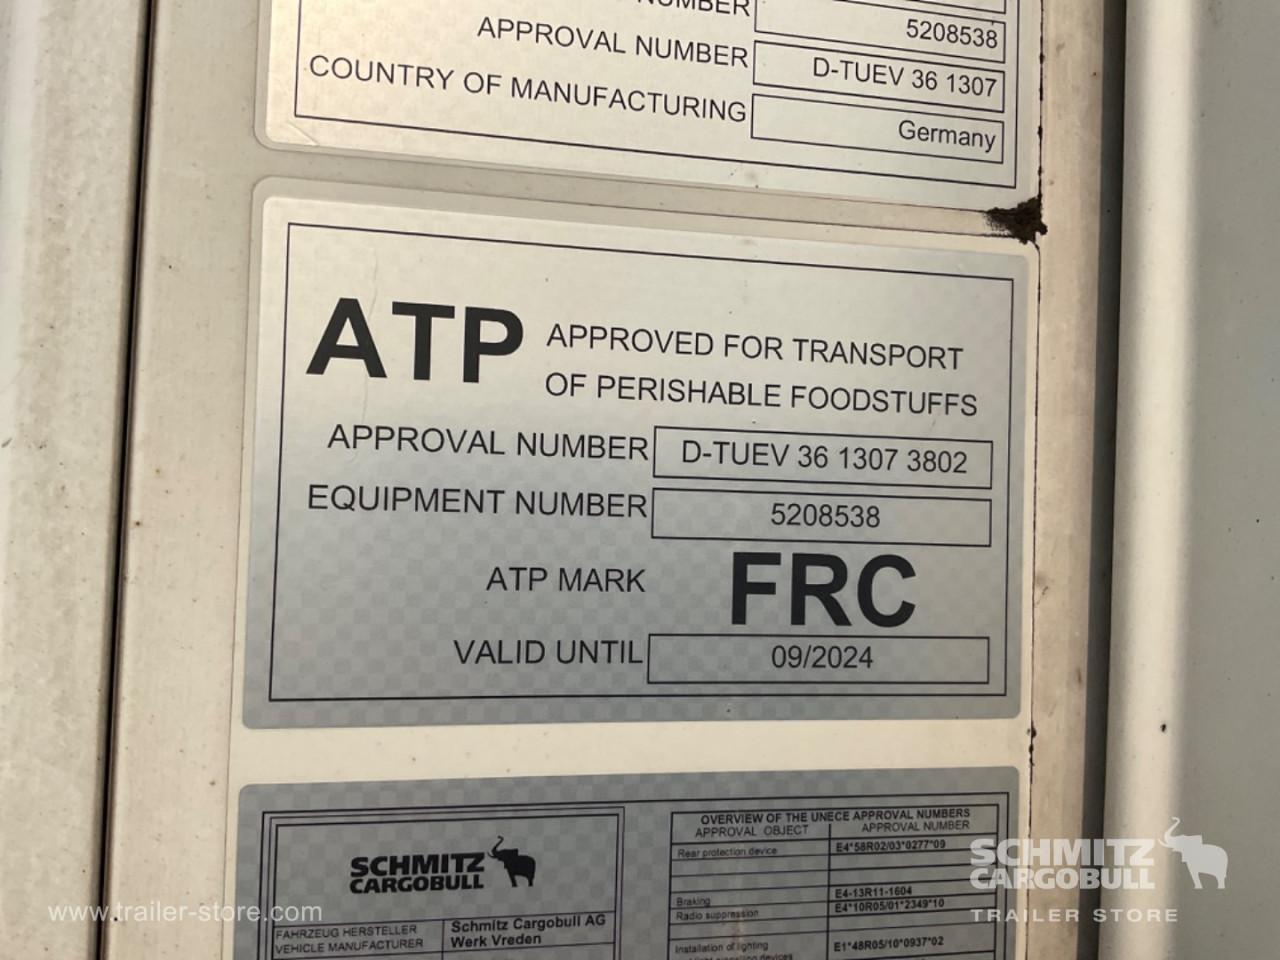 NUMBER 5208538
APPROVAL NUMBER D-TUEV 36 1307
COUNTRY OF MANUFACTURING Germany
ATP APPROVED FOR TRANSPORT
OF PERISHABLE FOODSTUFFS
APPROVAL NUMBER D-TUEV 36 1307 3802
EQUIPMENT NUMBER 5208538
ATP MARK FRC
VALID UNTIL 09/2024
SCHMITZ
CARGOBULL
FAHRZEUG HERSTELLER
VEHICLE MANUFACTURER
Schmitz Cargobull AG
Werk Vreden
OVERVIEW OF THE UNECE APPROVAL NUMBERS
APPROVAL OBJECT APPROVAL NUMBER
Rear protection device E4*58R02/03*0277*09
Braking E4-13R11-1604
Radio suppression E4*10R05/01*2349*10
Installation of lighting E1*48R05/10*0937*02
www.trailer-store.com
SCHMITZ
CARGOBULL
TRAILER STORE